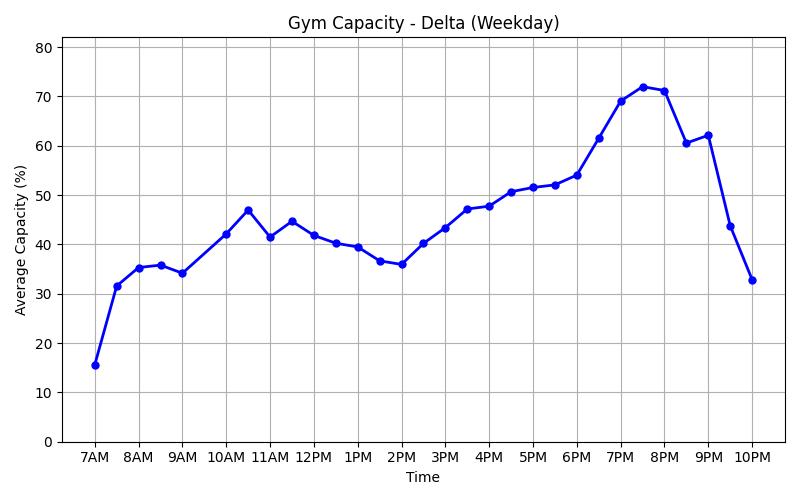 Gym Capacity - Delta (Weekday)
Average Capacity (%)
80
70
60
50
40
30
20
10
0
7AM 8AM 9AM 10AM 11AM 12PM 1PM 2PM 3PM 4PM 5PM 6PM 7PM 8PM 9PM 10PM
Time